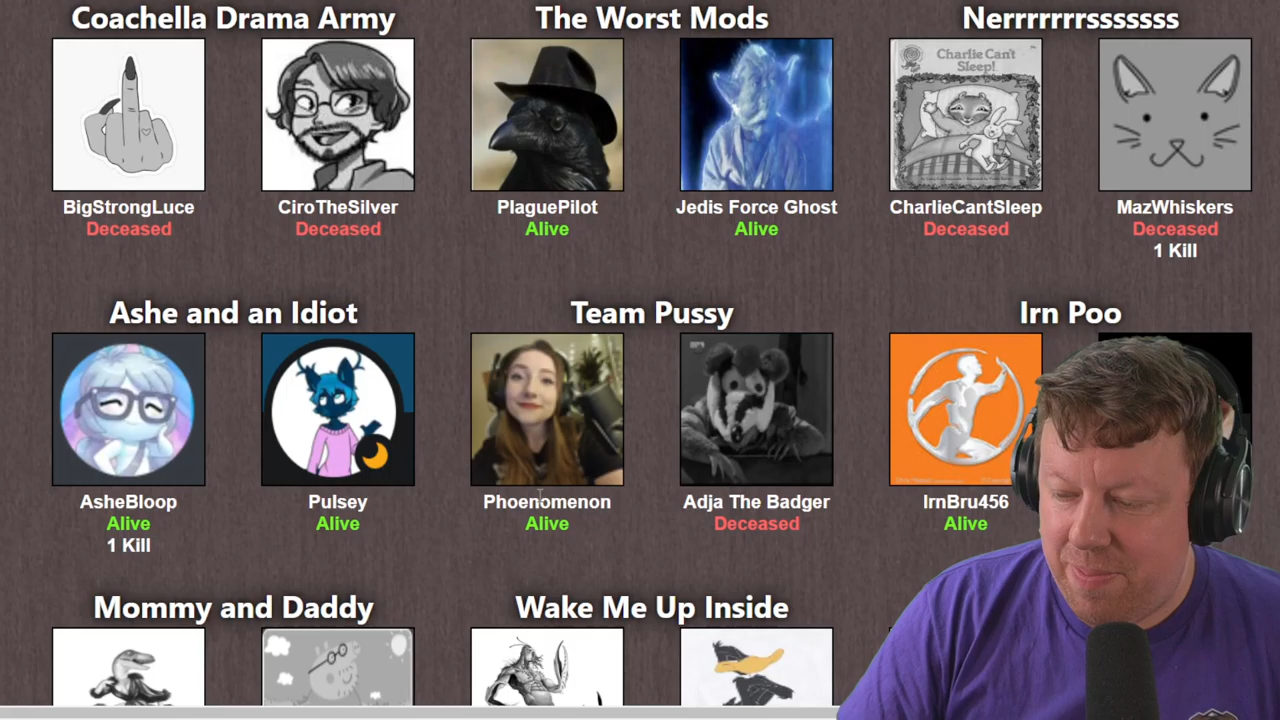 Coachella Drama Army
The Worst Mods
Nerrrrrrrsssssss
Charlie Can't
Sleep!
BigStrongLuce
Deceased
CiroTheSilver
Deceased
PlaguePilot
Alive
Jedis Force Ghost
Alive
CharlieCantSleep
Deceased
MazWhiskers
Deceased
1 Kill
Ashe and an Idiot
Team Pussy
Irn Poo
AsheBloop
Alive
1 Kill
Pulsey
Alive
Phoenomenon
Alive
Adja The Badger
Deceased
IrnBru456
Alive
Mommy and Daddy
Wake Me Up Inside